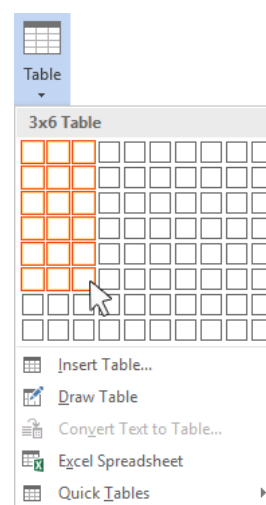 Table
3x6 Table
Insert Table...
Draw Table
Convert Text to Table...
Excel Spreadsheet
Quick Tables